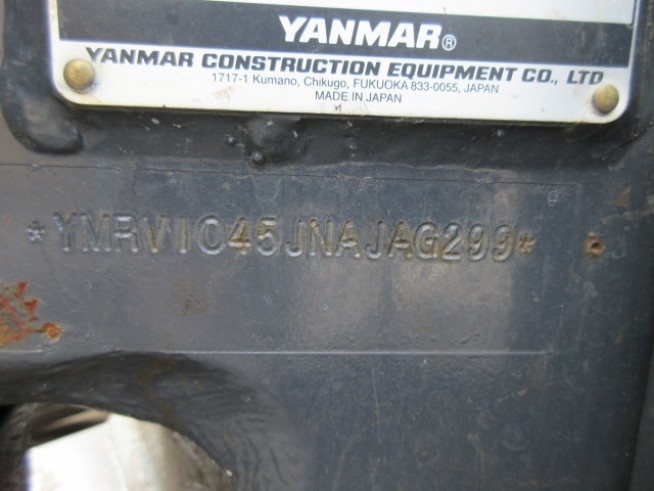 YANMAR®
YANMAR CONSTRUCTION EQUIPMENT CO., LTD
1717-1 Kumano, Chikugo, FUKUOKA 833-0055, JAPAN
MADE IN JAPAN
*YMRVIO45JNAJAG299*